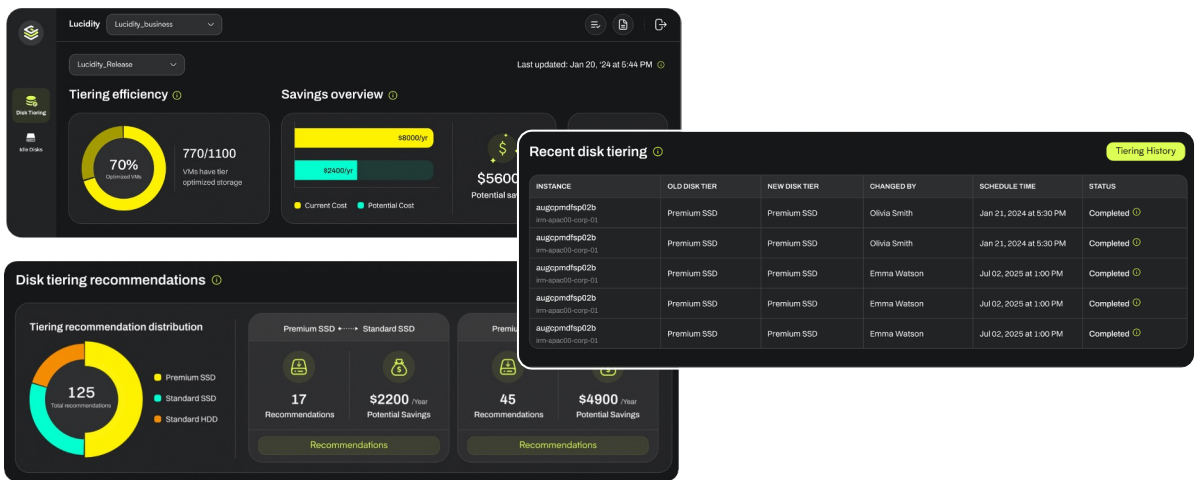 Lucidity
Lucidity_business
Lucidity_Release
Last updated: Jan 20, '24 at 5:44 PM
Disk Tiering
Idle Disks
Tiering efficiency
70%
Optimized VMs
770/1100
VMs have tier
optimized storage
Savings overview
$8000/yr
$2400/yr
Current Cost
Potential Cost
$5600
Potential sav
Recent disk tiering
Tiering History
INSTANCE OLD DISK TIER NEW DISK TIER CHANGED BY SCHEDULE TIME STATUS
augcpmdfsp02b
irm-apac00-corp-01
Premium SSD Premium SSD Olivia Smith Jan 21, 2024 at 5:30 PM Completed
augcpmdfsp02b
irm-apac00-corp-01
Premium SSD Premium SSD Olivia Smith Jan 21, 2024 at 5:30 PM Completed
augcpmdfsp02b
irm-apac00-corp-01
Premium SSD Premium SSD Emma Watson Jul 02, 2025 at 1:00 PM Completed
augcpmdfsp02b
irm-apac00-corp-01
Premium SSD Premium SSD Emma Watson Jul 02, 2025 at 1:00 PM Completed
augcpmdfsp02b
irm-apac00-corp-01
Premium SSD Premium SSD Emma Watson Jul 02, 2025 at 1:00 PM Completed
Disk tiering recommendations
Tiering recommendation distribution
125
Total recommendations
Premium SSD
Standard SSD
Standard HDD
Premium SSD Standard SSD
17
Recommendations
$2200 /Year
Potential Savings
Recommendations
Premiu
45
Recommendations
$4900 /Year
Potential Savings
Recommendations